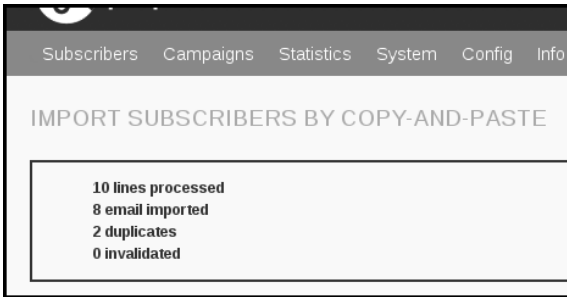 Subscribers Campaigns Statistics System Config Info
IMPORT SUBSCRIBERS BY COPY-AND-PASTE
10 lines processed
8 email imported
2 duplicates
0 invalidated